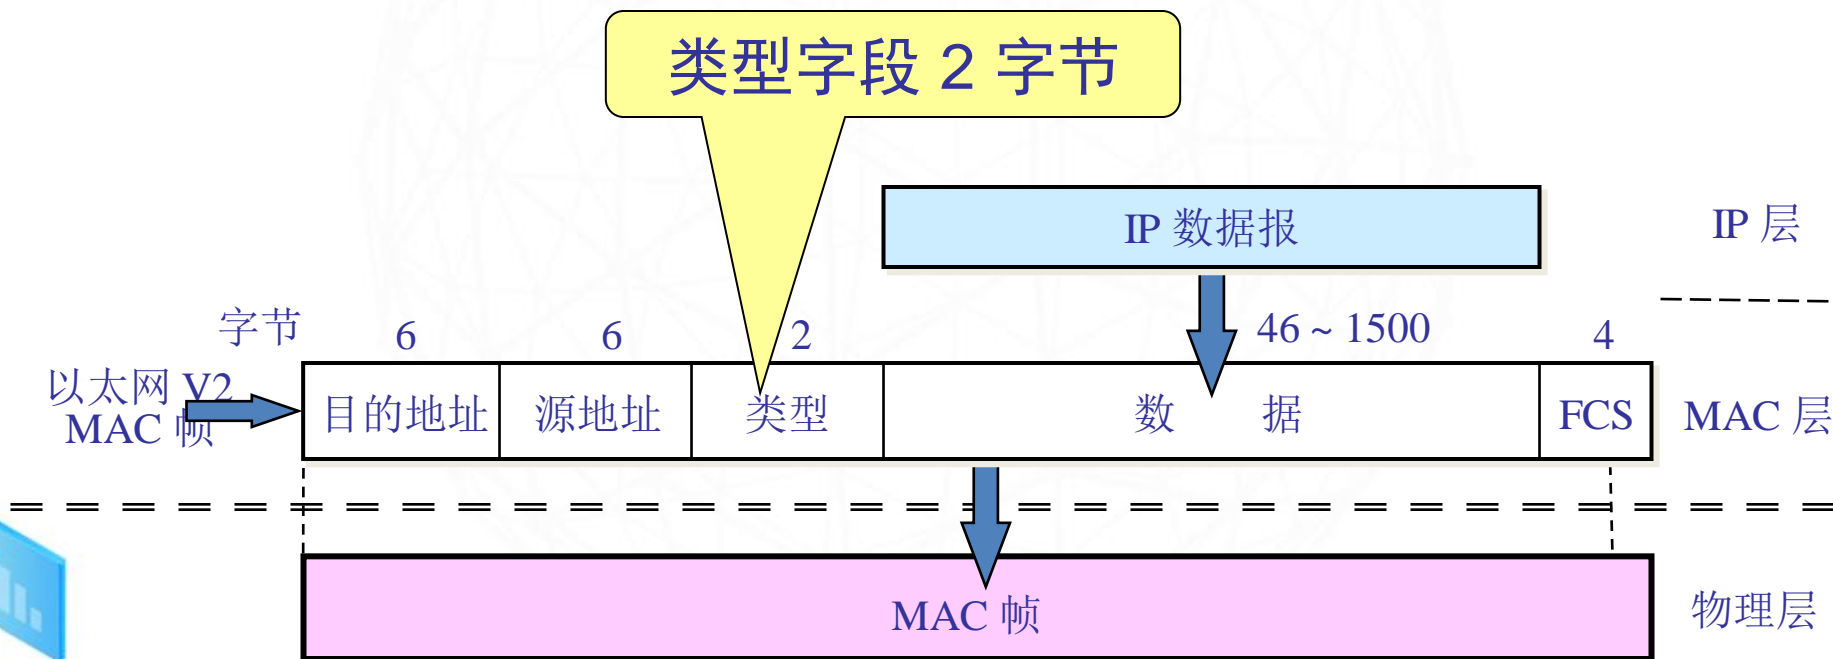 类型字段 2 字节
IP 数据报
IP 层
字节
6
6
2
46 ~ 1500
4
以太网 V2
MAC 帧
目的地址
源地址
类型
数 据
FCS
MAC 层
MAC 帧
物理层